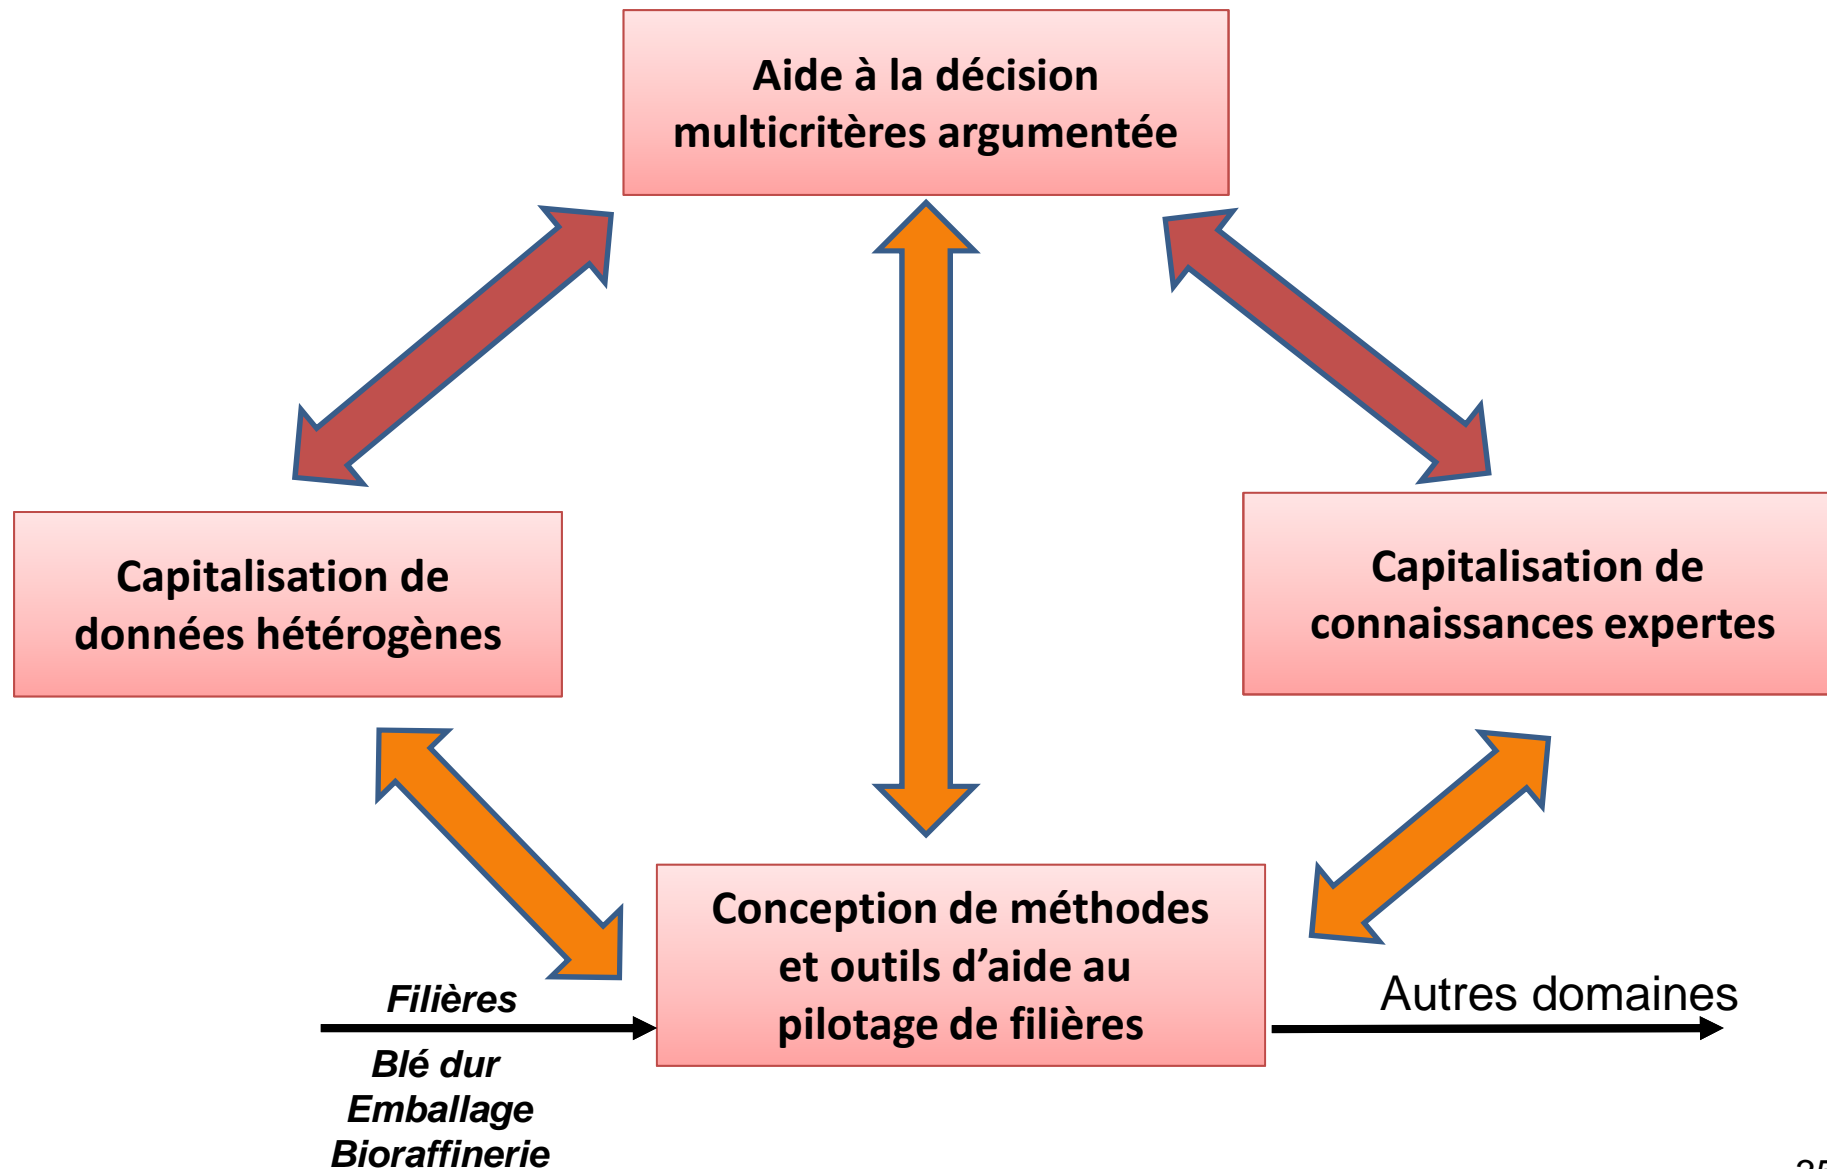 Aide à la décision
multicritères argumentée
Capitalisation de
données hétérogènes
Capitalisation de
connaissances expertes
Conception de méthodes
et outils d'aide au
pilotage de filières
Filières
Blé dur
Emballage
Bioraffinerie
Autres domaines